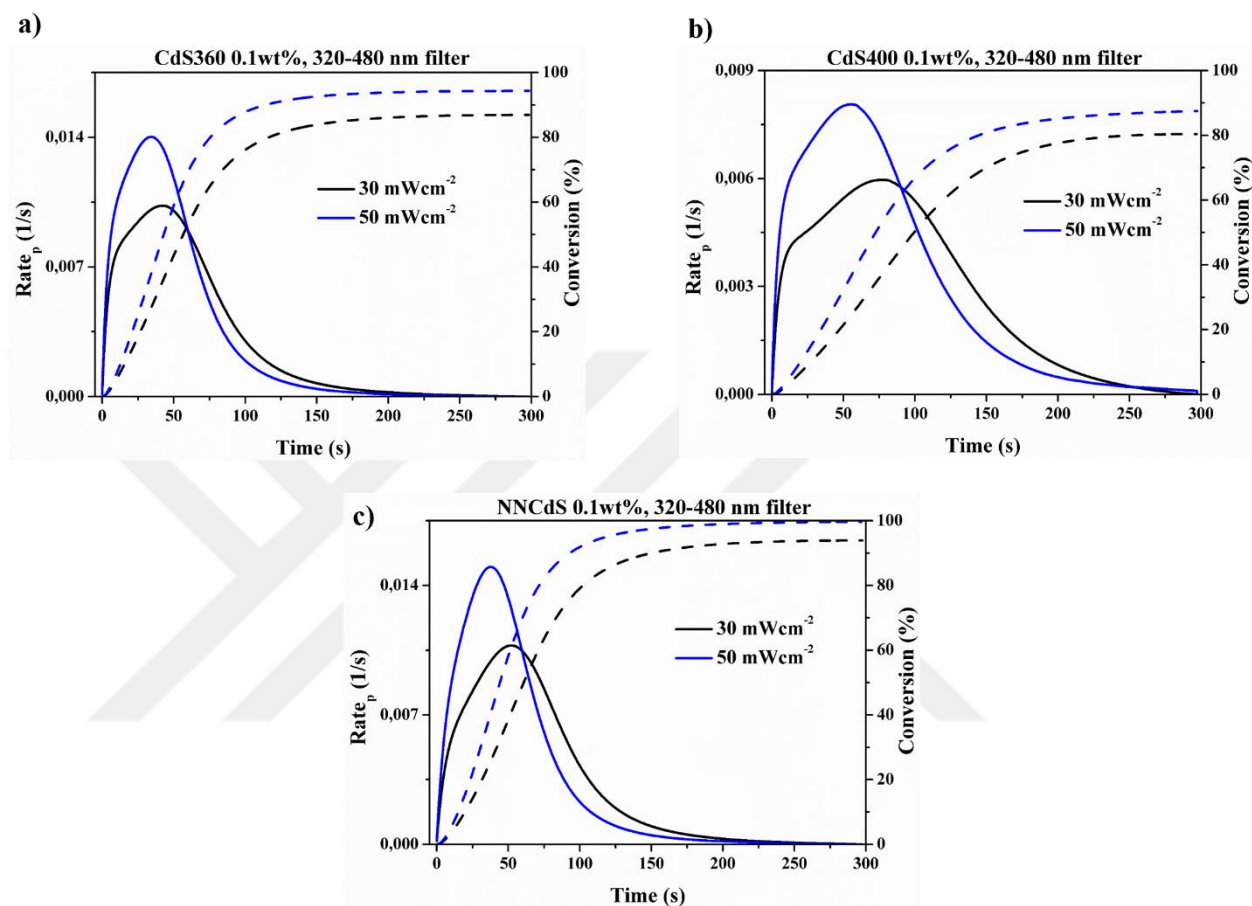 a)
CdS360 0.1wt%, 320-480 nm filter
100
80
60
40
20
0
0,014
0,007
0,000
Rateₚ (1/s)
Conversion (%)
30 mWcm⁻²
50 mWcm⁻²
0 50 100 150 200 250 300
Time (s)
b)
CdS400 0.1wt%, 320-480 nm filter
0,009
0,006
0,003
0,000
100
80
60
40
20
0
Rateₚ (1/s)
Conversion (%)
30 mWcm⁻²
50 mWcm⁻²
0 50 100 150 200 250 300
Time (s)
c)
NNCdS 0.1wt%, 320-480 nm filter
0,014
0,007
0,000
100
80
60
40
20
0
Rateₚ (1/s)
Conversion (%)
30 mWcm⁻²
50 mWcm⁻²
0 50 100 150 200 250 300
Time (s)